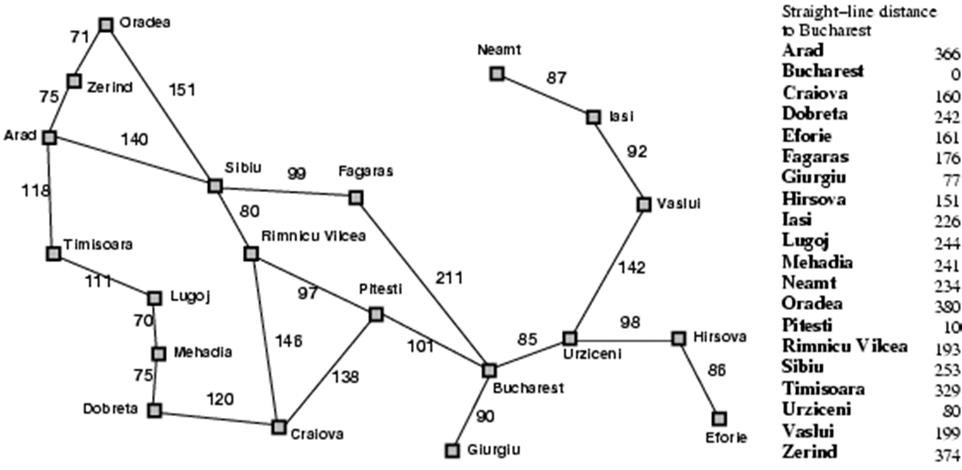 Oradea
71
Zerind
151
75
Arad
140
118
Sibiu
99
Fagaras
80
Rimnicu Vilcea
Timisoara
111
Lugoj
70
97
Pitesti
211
146
Mehadia
75
138
101
Dobreta
120
Craiova
Bucharest
90
Giurgiu
Neamt
87
Iasi
92
Vaslui
142
85
98
Hirsova
Urziceni
86
Eforie
Straight–line distance
to Bucharest
Arad 366
Bucharest 0
Craiova 160
Dobreta 242
Eforie 161
Fagaras 176
Giurgiu 77
Hirsova 151
Iasi 226
Lugoj 244
Mehadia 241
Neamt 234
Oradea 380
Pitesti 10
Rimnicu Vilcea 193
Sibiu 253
Timisoara 329
Urziceni 80
Vaslui 199
Zerind 374